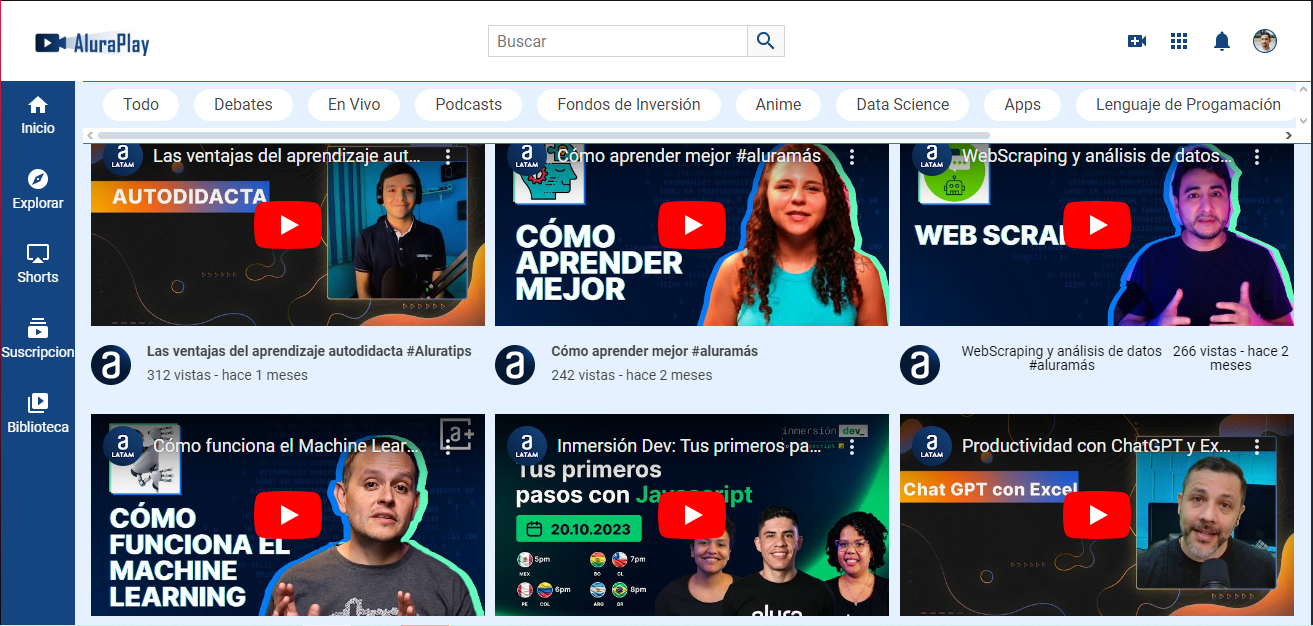 AluraPlay
Buscar
Inicio
Explorar
Shorts
Suscripcion
Biblioteca
Todo
Debates
En Vivo
Podcasts
Fondos de Inversión
Anime
Data Science
Apps
Lenguaje de Progamación
a
LATAM
Las ventajas del aprendizaje aut...
AUTODIDACTA
Las ventajas del aprendizaje autodidacta #Aluratips
312 vistas - hace 1 meses
a
LATAM
Cómo aprender mejor #aluramás
CÓMO
APRENDER
MEJOR
Cómo aprender mejor #aluramás
242 vistas - hace 2 meses
a
LATAM
WebScraping y análisis de datos...
WEB SCRA
WebScraping y análisis de datos
#aluramás
266 vistas - hace 2
meses
a
LATAM
Cómo funciona el Machine Lear...
a+
CÓMO
FUNCIONA EL
MACHINE
LEARNING
a
LATAM
Inmersión Dev: Tus primeros pa...
inmersión dev_
Tus primeros
pasos con Javascript
20.10.2023
5pm
MEX
BO
CL
7pm
PE
COL
6pm
ARG
BR
8pm
alura
a
LATAM
Productividad con ChatGPT y Ex...
Chat GPT con Excel